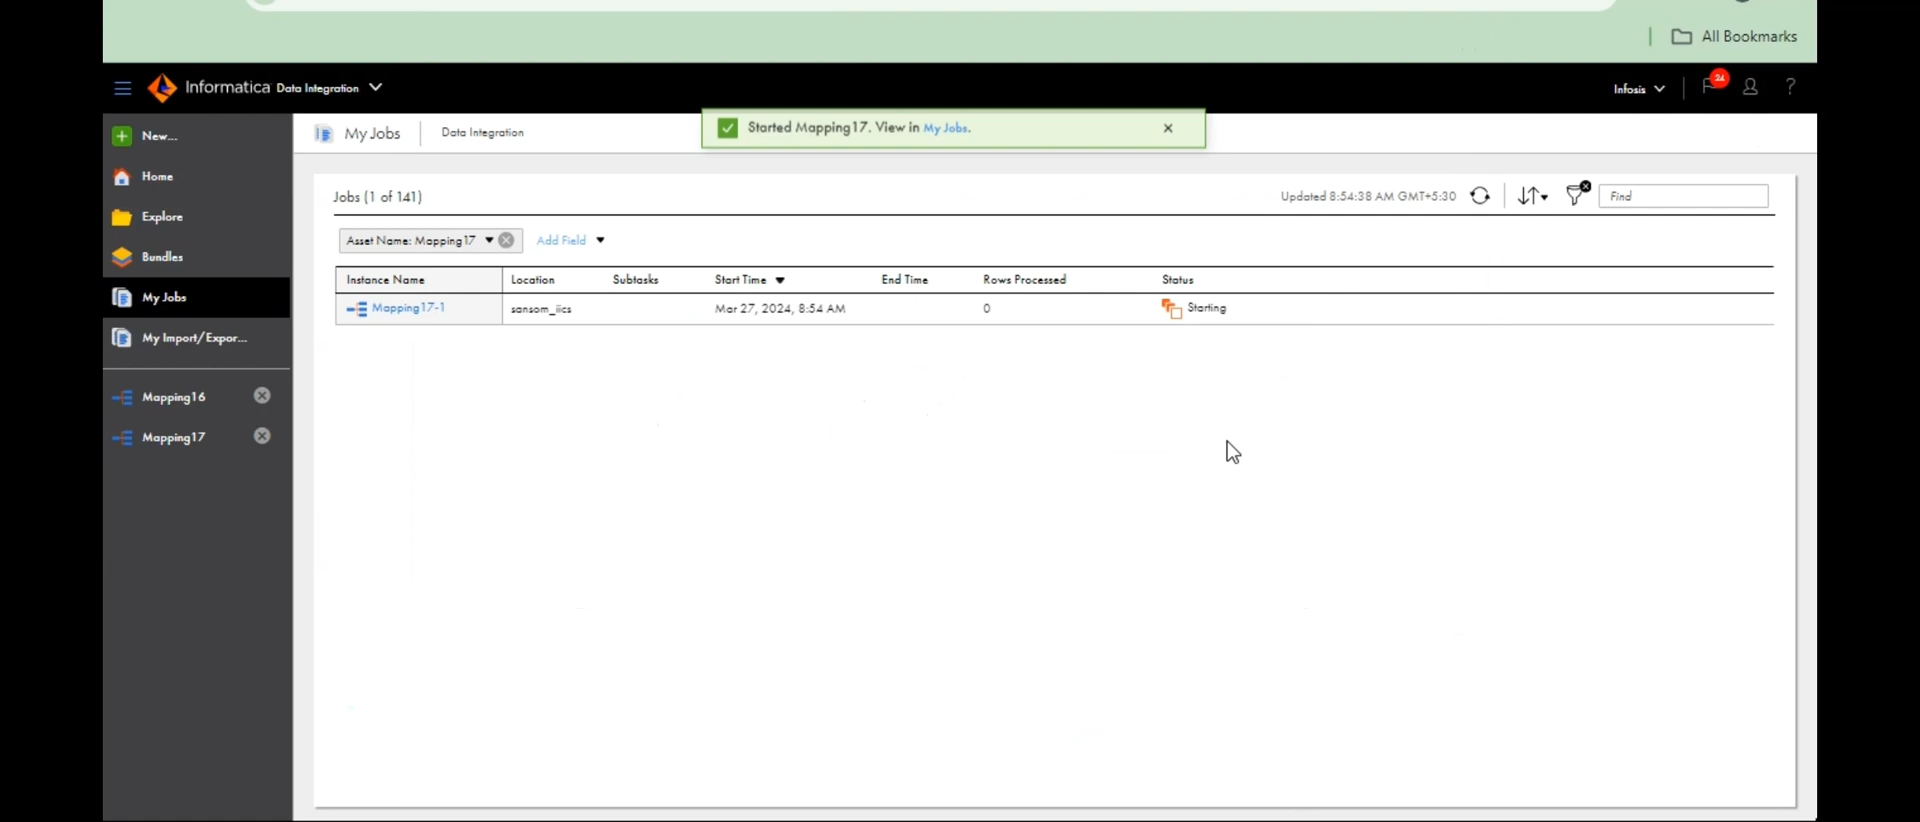 All Bookmarks
Informatica Data Integration
Infosis
24
?
New...
Home
Explore
Bundles
My Jobs
My Import/Expor...
Mapping16
Mapping17
My Jobs
Data Integration
Started Mapping17. View in My Jobs.
Jobs (1 of 141)
Updated 8:54:38 AM GMT+5:30
Find
Asset Name: Mapping17
Add Field
Instance Name Location Subtasks Start Time End Time Rows Processed Status
Mapping17-1 sansom_iics Mar 27, 2024, 8:54 AM 0 Starting